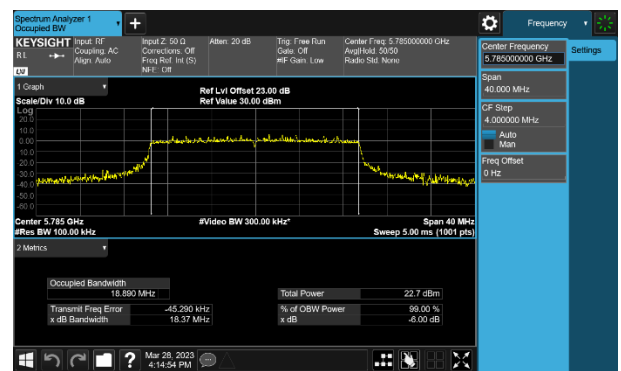 Spectrum Analyzer 1
Occupied BW
+
Frequency
KEYSIGHT
RL
LXI
Input: RF
Coupling: AC
Align: Auto
Input Z: 50 Ω
Corrections: Off
Freq Ref: Int (S)
NFE: Off
Atten: 20 dB
Trig: Free Run
Gate: Off
#IF Gain: Low
Center Freq: 5.785000000 GHz
Avg|Hold: 50/50
Radio Std: None
Center Frequency
5.785000000 GHz
Settings
Span
40.000 MHz
CF Step
4.000000 MHz
Auto
Man
Freq Offset
0 Hz
1 Graph
Scale/Div 10.0 dB
Ref Lvl Offset 23.00 dB
Ref Value 30.00 dBm
Log
20.0
10.0
0.00
-10.0
-20.0
-30.0
-40.0
-50.0
-60.0
Center 5.785 GHz
#Video BW 300.00 kHz*
Span 40 MHz
#Res BW 100.00 kHz
Sweep 5.00 ms (1001 pts)
2 Metrics
Occupied Bandwidth
18.890 MHz
Total Power 22.7 dBm
Transmit Freq Error -45.290 kHz
% of OBW Power 99.00 %
x dB Bandwidth 18.37 MHz
x dB -6.00 dB
?
Mar 28, 2023
4:14:54 PM